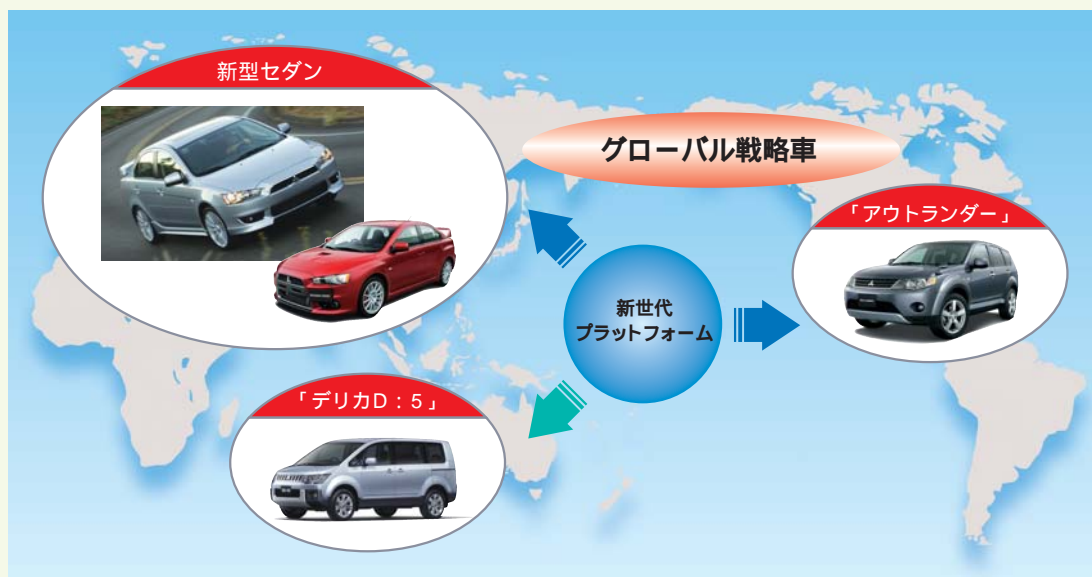 新型セダン
グローバル戦略車
「アウトランダー」
新世代
プラットフォーム
「デリカD：5」